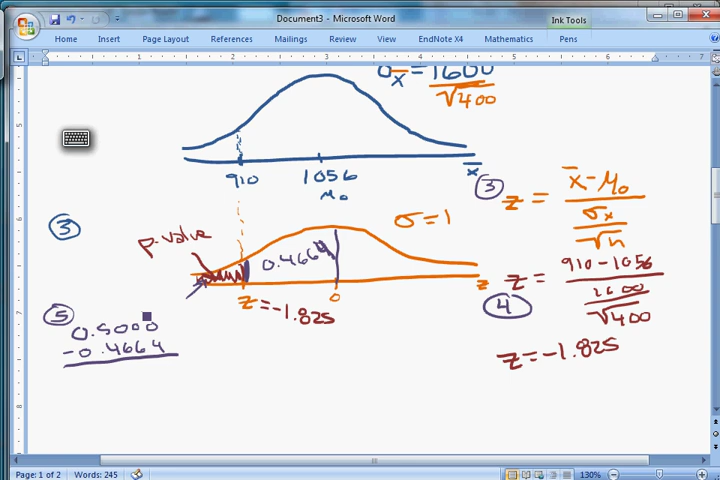 Document3 - Microsoft Word
Ink Tools
Home Insert Page Layout References Mailings Review View EndNote X4 Mathematics Pens
σx̄ = 1600/√400
910 1056 x̄
μ₀
③
p-value
0.4664
σ=1
z
z=-1.825
0
③ z = (x̄-μ₀)/(σx/√n)
④ z = (910-1056)/(1600/√400)
z=-1.825
⑤
0.5000
-0.4664
Page: 1 of 2 Words: 245 130%